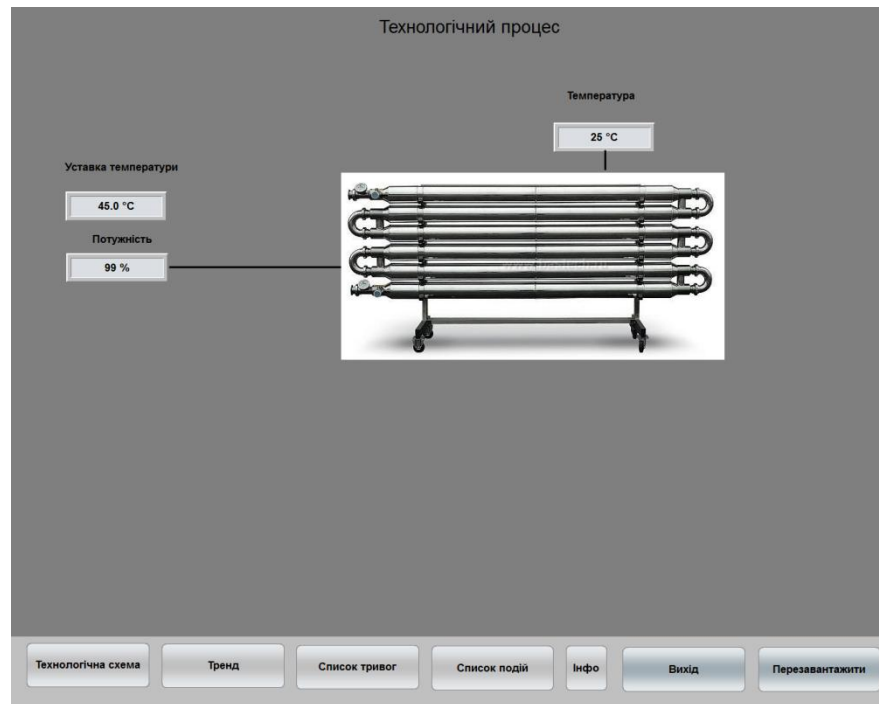 Технологічний процес
Температура
25 °C
Уставка температури
45.0 °C
Потужність
99 %
Технологічна схема
Тренд
Список тривог
Список подій
Інфо
Вихід
Перезавантажити